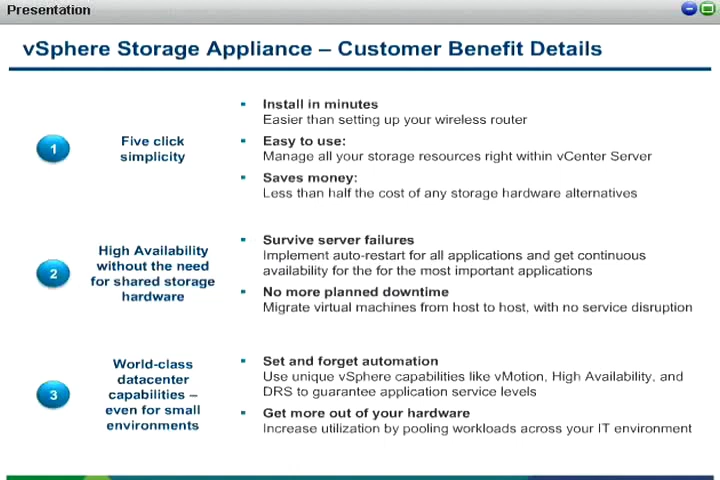 Presentation
vSphere Storage Appliance – Customer Benefit Details
1
Five click
simplicity
Install in minutes
Easier than setting up your wireless router
Easy to use:
Manage all your storage resources right within vCenter Server
Saves money:
Less than half the cost of any storage hardware alternatives
2
High Availability
without the need
for shared storage
hardware
Survive server failures
Implement auto-restart for all applications and get continuous
availability for the for the most important applications
No more planned downtime
Migrate virtual machines from host to host, with no service disruption
3
World-class
datacenter
capabilities –
even for small
environments
Set and forget automation
Use unique vSphere capabilities like vMotion, High Availability, and
DRS to guarantee application service levels
Get more out of your hardware
Increase utilization by pooling workloads across your IT environment